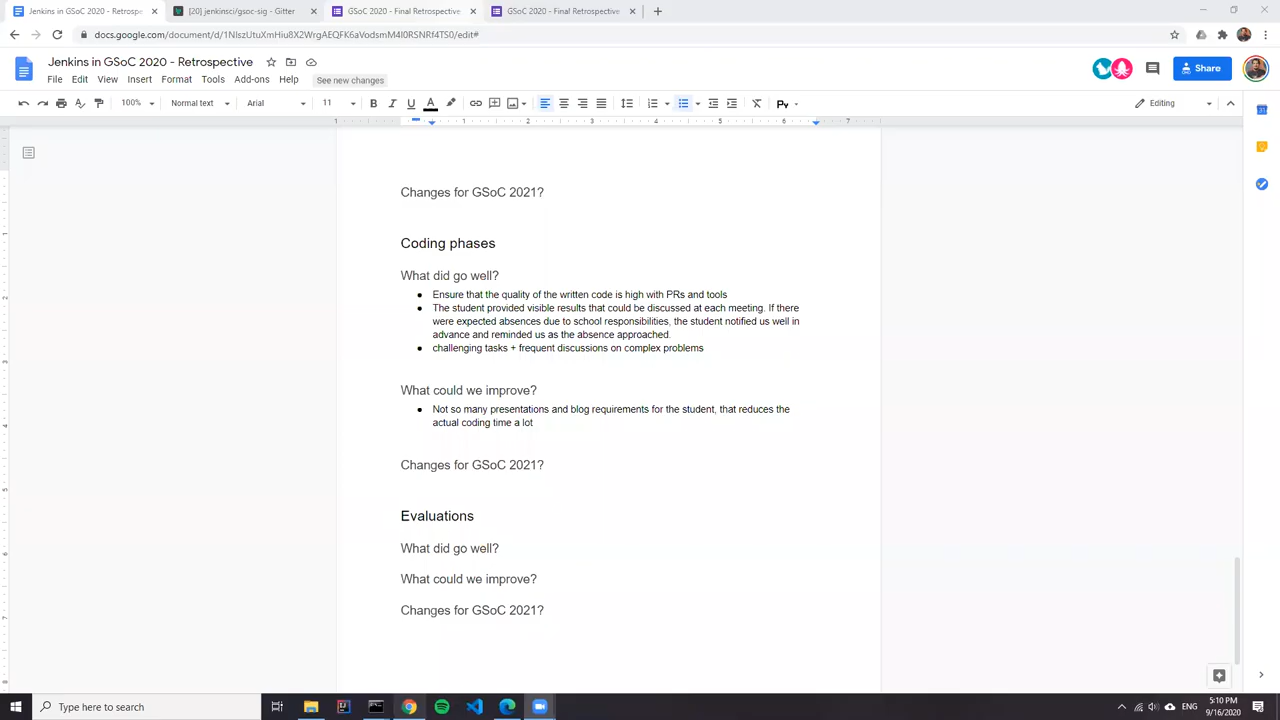 Jenkins in GSoC 2020 - Retrospe
[20] jenkinsci/gsoc-sig - Gitter
GSoC 2020 - Final Retrospective
GSoC 2020 - Final Retrospective
Jenkins in GSoC 2020 - Retrospective
File Edit View Insert Format Tools Add-ons Help See new changes
Share
100% Normal text Arial 11 B I U A Editing
1 1 2 3 4 5 6 7
Changes for GSoC 2021?
Coding phases
What did go well?
● Ensure that the quality of the written code is high with PRs and tools
● The student provided visible results that could be discussed at each meeting. If there
were expected absences due to school responsibilities, the student notified us well in
advance and reminded us as the absence approached.
● challenging tasks + frequent discussions on complex problems
What could we improve?
● Not so many presentations and blog requirements for the student, that reduces the
actual coding time a lot
Changes for GSoC 2021?
Evaluations
What did go well?
What could we improve?
Changes for GSoC 2021?
Type here to search
ENG
5:10 PM
9/16/2020